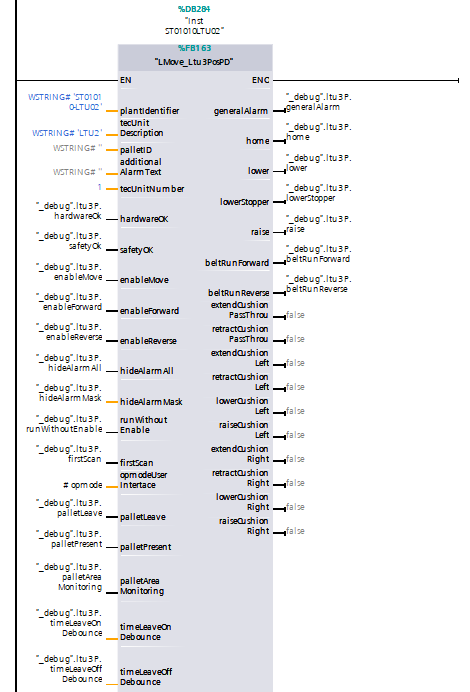 %DB284
"Inst
ST01010LTU02"
%FB163
"LMove_Ltu3PosPD"
EN
ENO
WSTRING# 'ST0101
0-LTU02'
plantIdentifier
WSTRING# 'LTU2'
tecUnit
Description
WSTRING# ''
palletID
WSTRING# ''
additional
AlarmText
1
tecUnitNumber
"_debug".ltu3P.
hardwareOk
hardwareOK
"_debug".ltu3P.
safetyOk
safetyOK
"_debug".ltu3P.
enableMove
enableMove
"_debug".ltu3P.
enableForward
enableForward
"_debug".ltu3P.
enableReverse
enableReverse
"_debug".ltu3P.
hideAlarmAll
hideAlarmAll
"_debug".ltu3P.
hideAlarmMask
hideAlarmMask
"_debug".ltu3P.
runWithoutEnable
runWithout
Enable
"_debug".ltu3P.
firstScan
firstScan
# opmode
opmodeUser
Interface
"_debug".ltu3P.
palletLeave
palletLeave
"_debug".ltu3P.
palletPresent
palletPresent
"_debug".ltu3P.
palletArea
Monitoring
palletArea
Monitoring
"_debug".ltu3P.
timeLeaveOn
Debounce
timeLeaveOn
Debounce
"_debug".ltu3P.
timeLeaveOff
Debounce
timeLeaveOff
Debounce
generalAlarm
"_debug".ltu3P.
generalAlarm
home
"_debug".ltu3P.
home
lower
"_debug".ltu3P.
lower
lowerStopper
"_debug".ltu3P.
lowerStopper
raise
"_debug".ltu3P.
raise
beltRunForward
"_debug".ltu3P.
beltRunForward
beltRunReverse
"_debug".ltu3P.
beltRunReverse
extendCushion
PassThrou
false
retractCushion
PassThrou
false
extendCushion
Left
false
retractCushion
Left
false
lowerCushion
Left
false
raiseCushion
Left
false
extendCushion
Right
false
retractCushion
Right
false
lowerCushion
Right
false
raiseCushion
Right
false